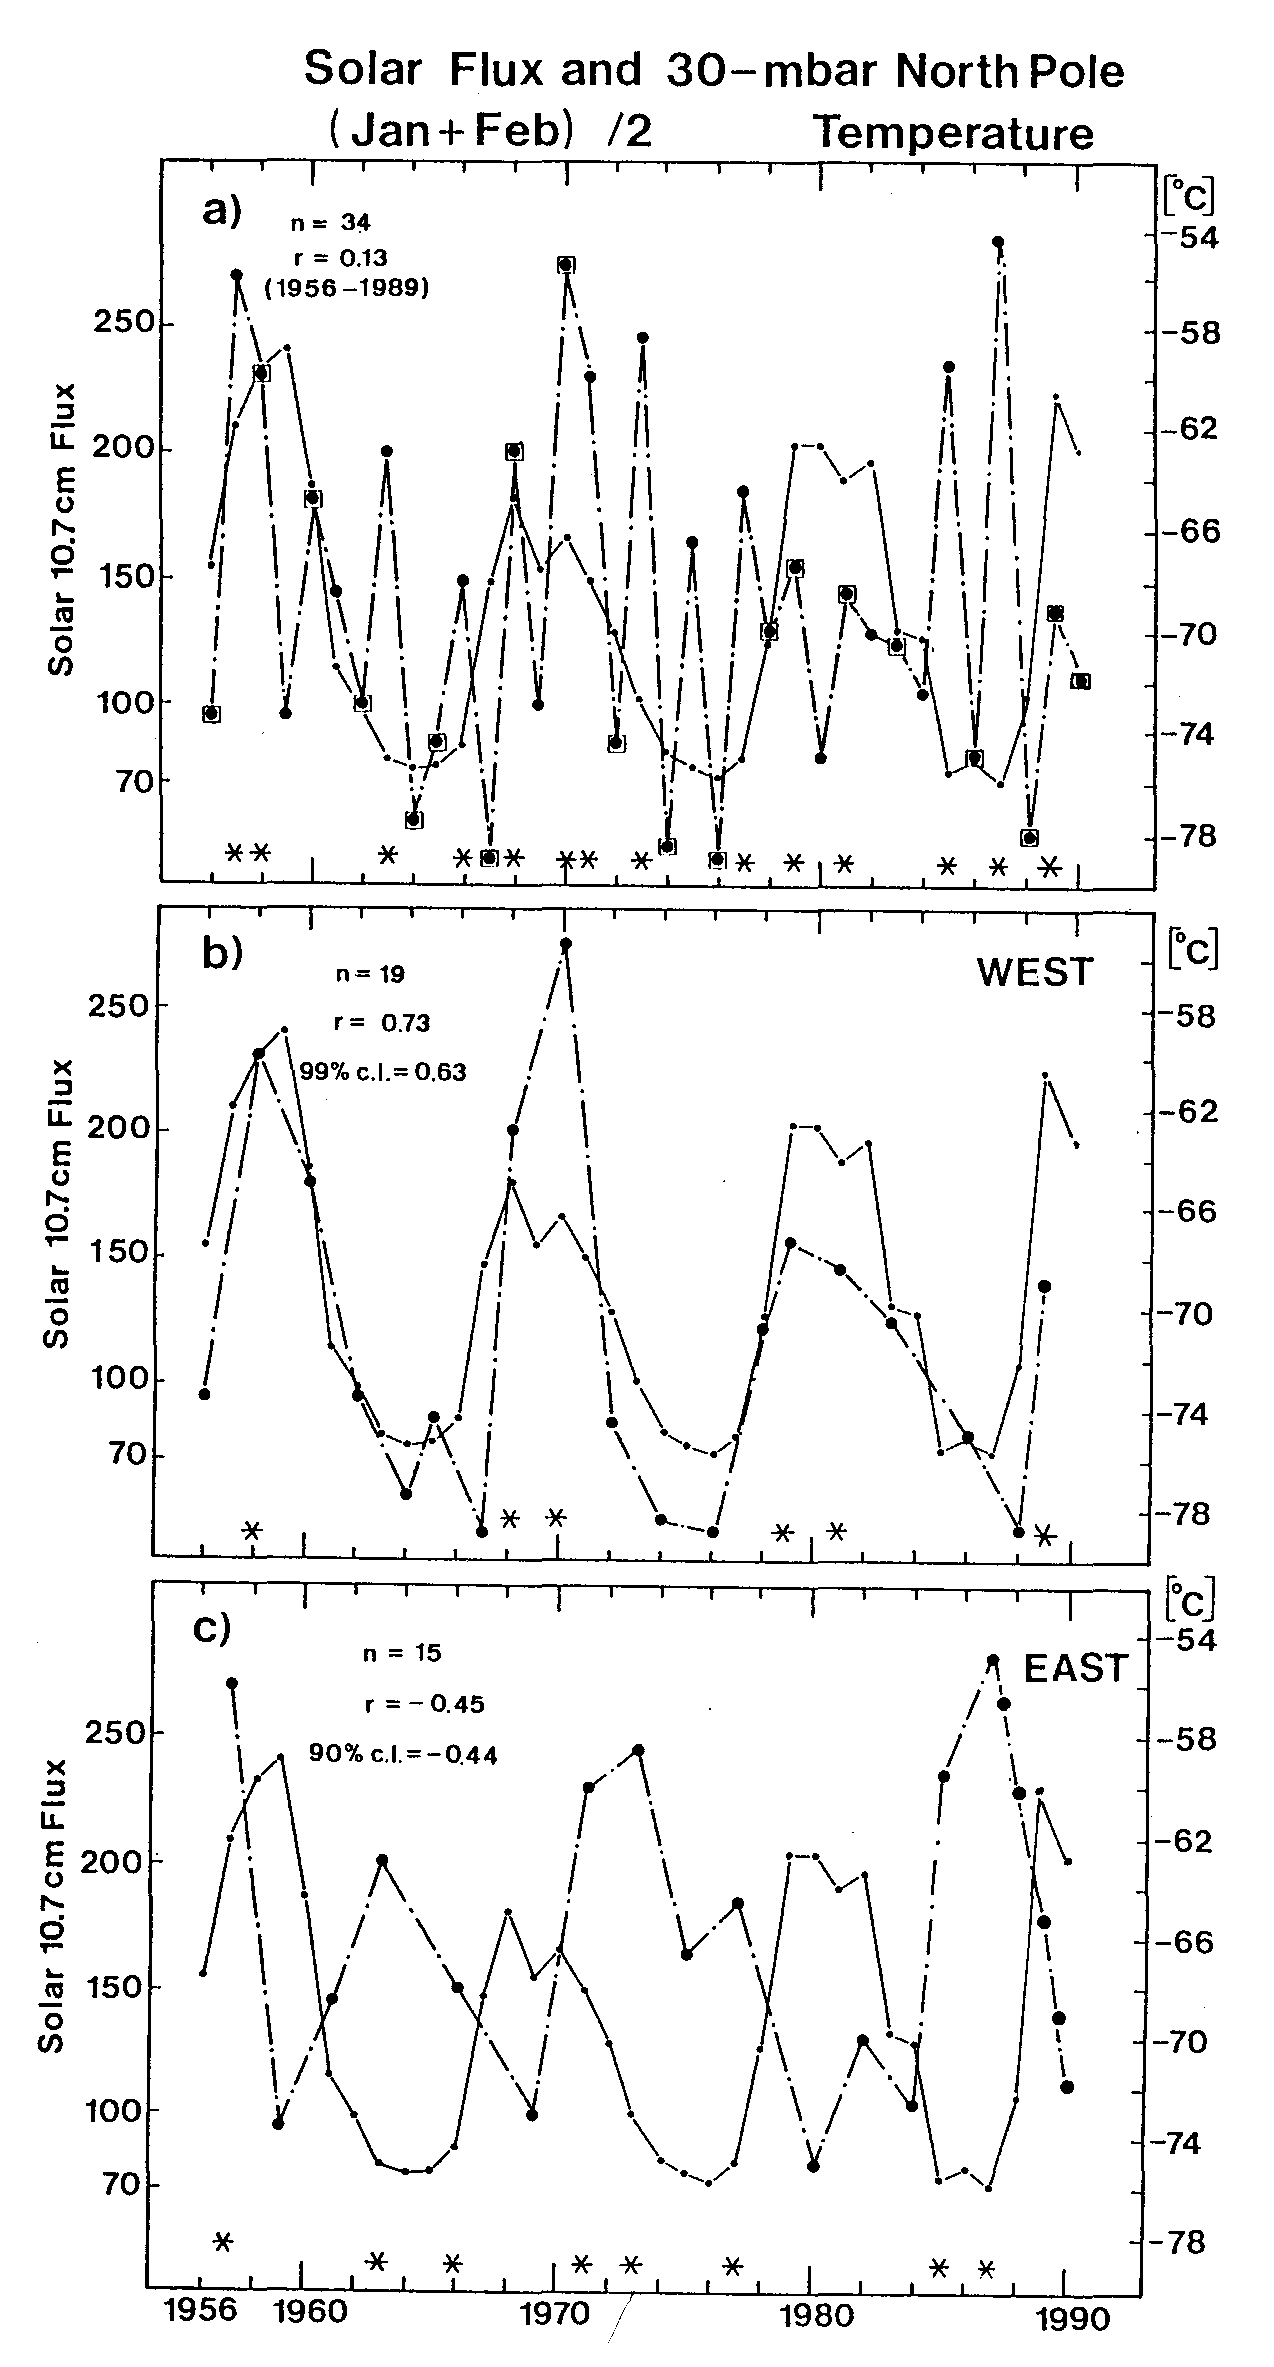 Solar Flux and 30-mbar North Pole
(Jan+Feb) /2 Temperature
[°C]
a)
n = 34
r = 0.13
(1956-1989)
-54
250
-58
200
-62
-66
150
-70
100
-74
70
-78
Solar 10.7cm Flux
* * * * * * * * * * * * * * *
b)
[°C]
WEST
n = 19
250
-58
r = 0.73
99% c.l. = 0.63
200
-62
-66
150
-70
100
-74
70
-78
Solar 10.7cm Flux
* * * * * *
c)
[°C]
-54
n = 15
EAST
r = -0.45
250
-58
90% c.l. = -0.44
200
-62
-66
150
-70
100
-74
70
-78
Solar 10.7cm Flux
* * * * * * * *
1956 1960 1970 1980 1990